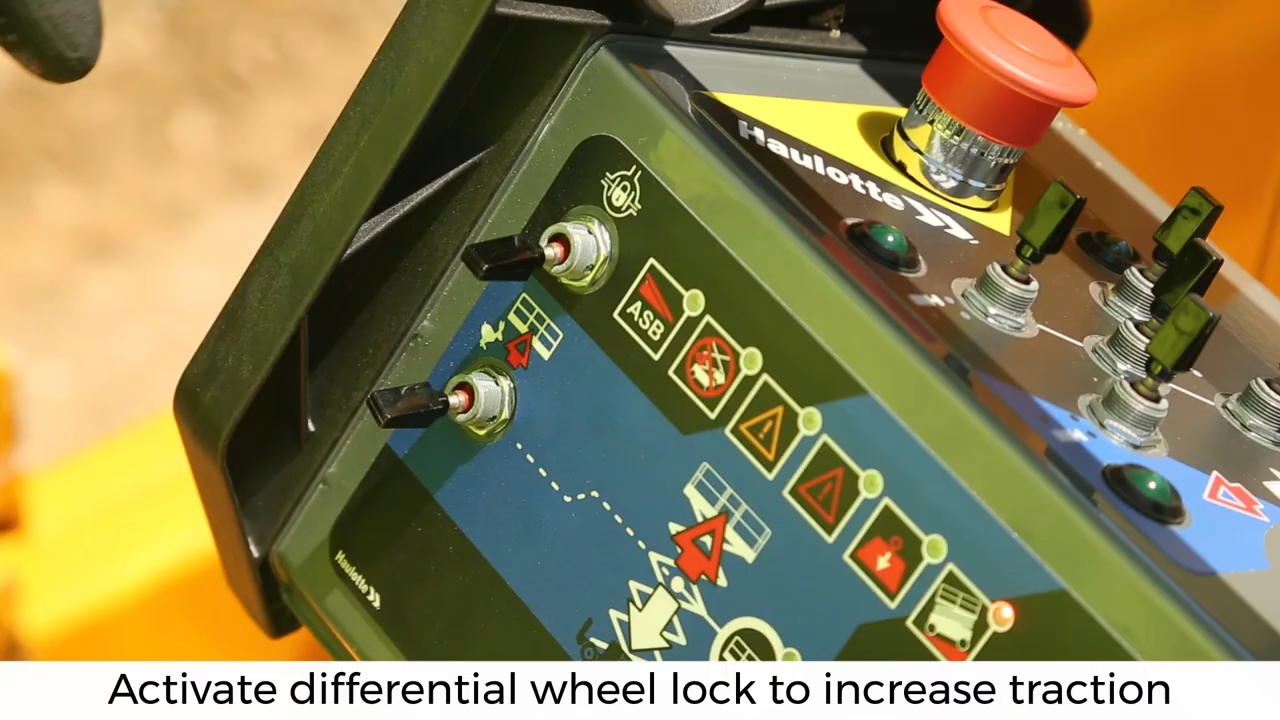 Haulotte
ASB
Haulotte
Activate differential wheel lock to increase traction